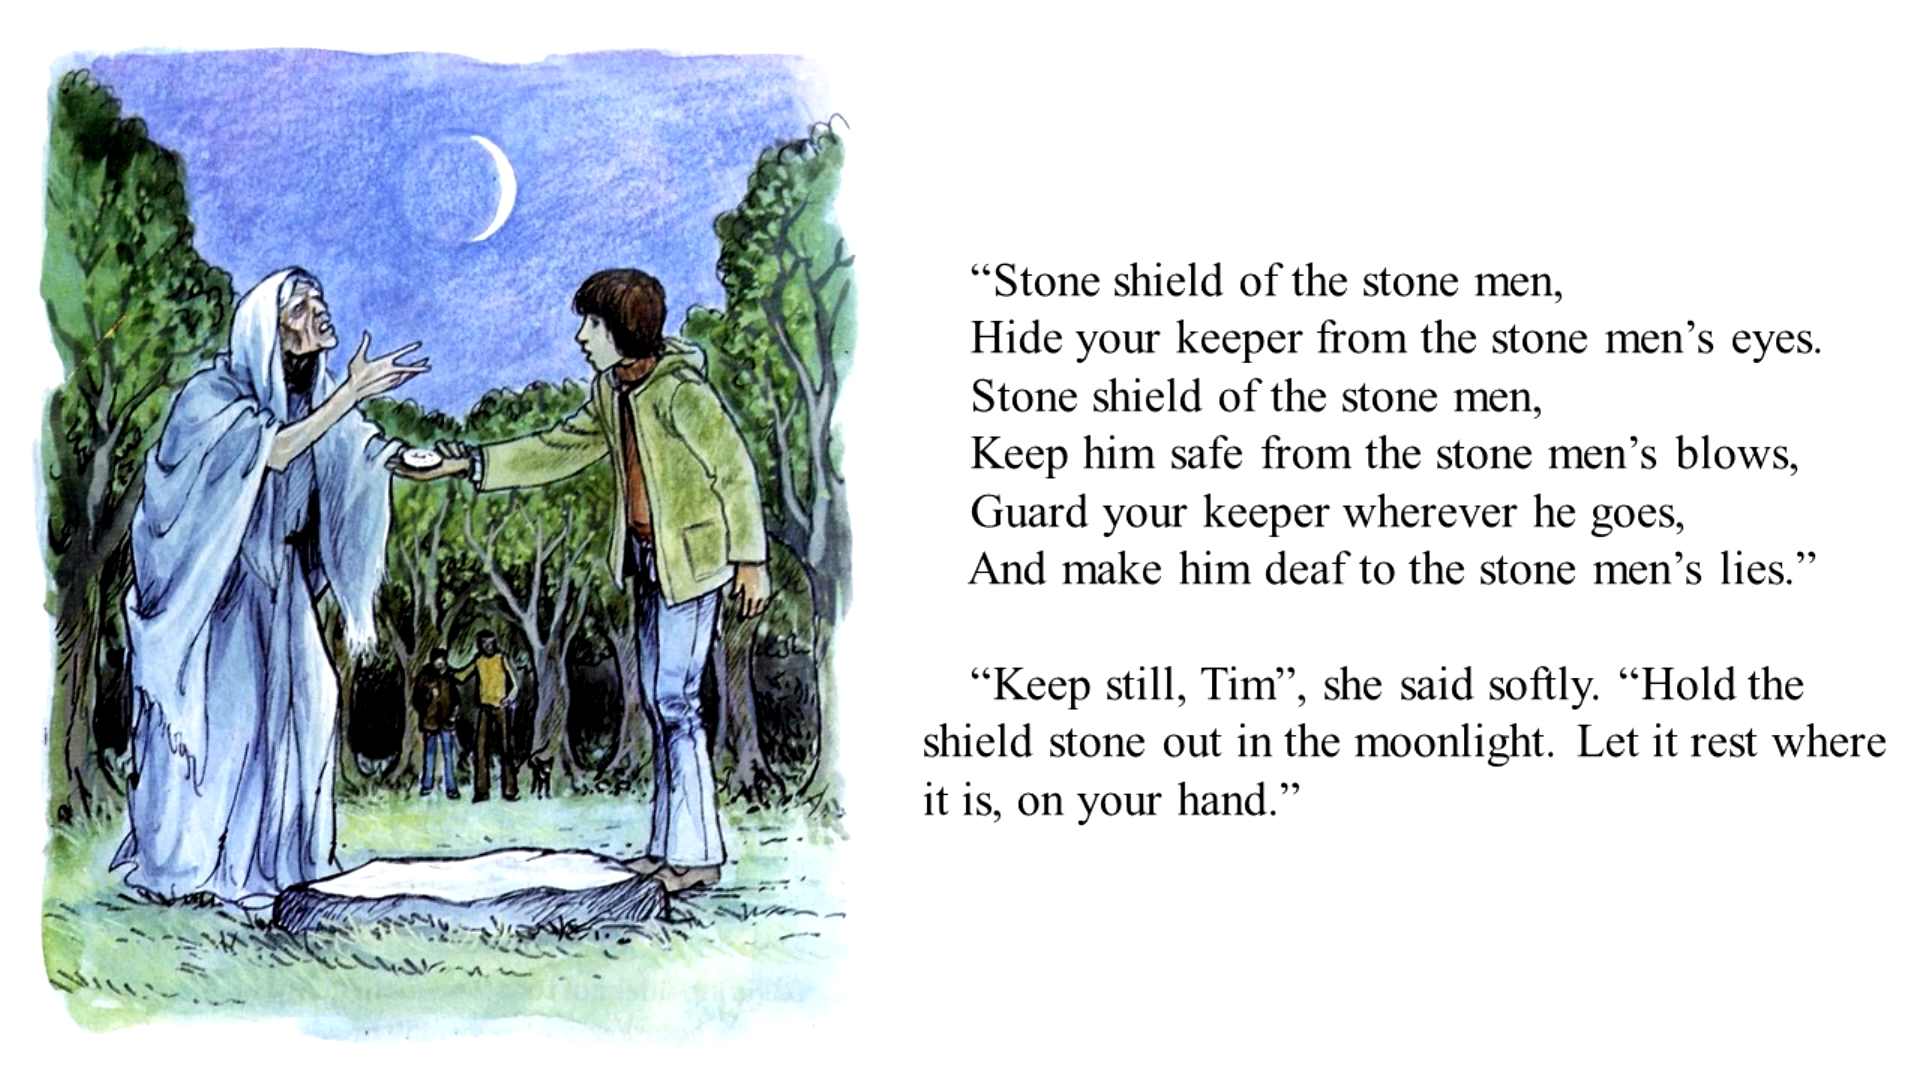 “Stone shield of the stone men,
Hide your keeper from the stone men’s eyes.
Stone shield of the stone men,
Keep him safe from the stone men’s blows,
Guard your keeper wherever he goes,
And make him deaf to the stone men’s lies.”
“Keep still, Tim”, she said softly. “Hold the
shield stone out in the moonlight. Let it rest where
it is, on your hand.”